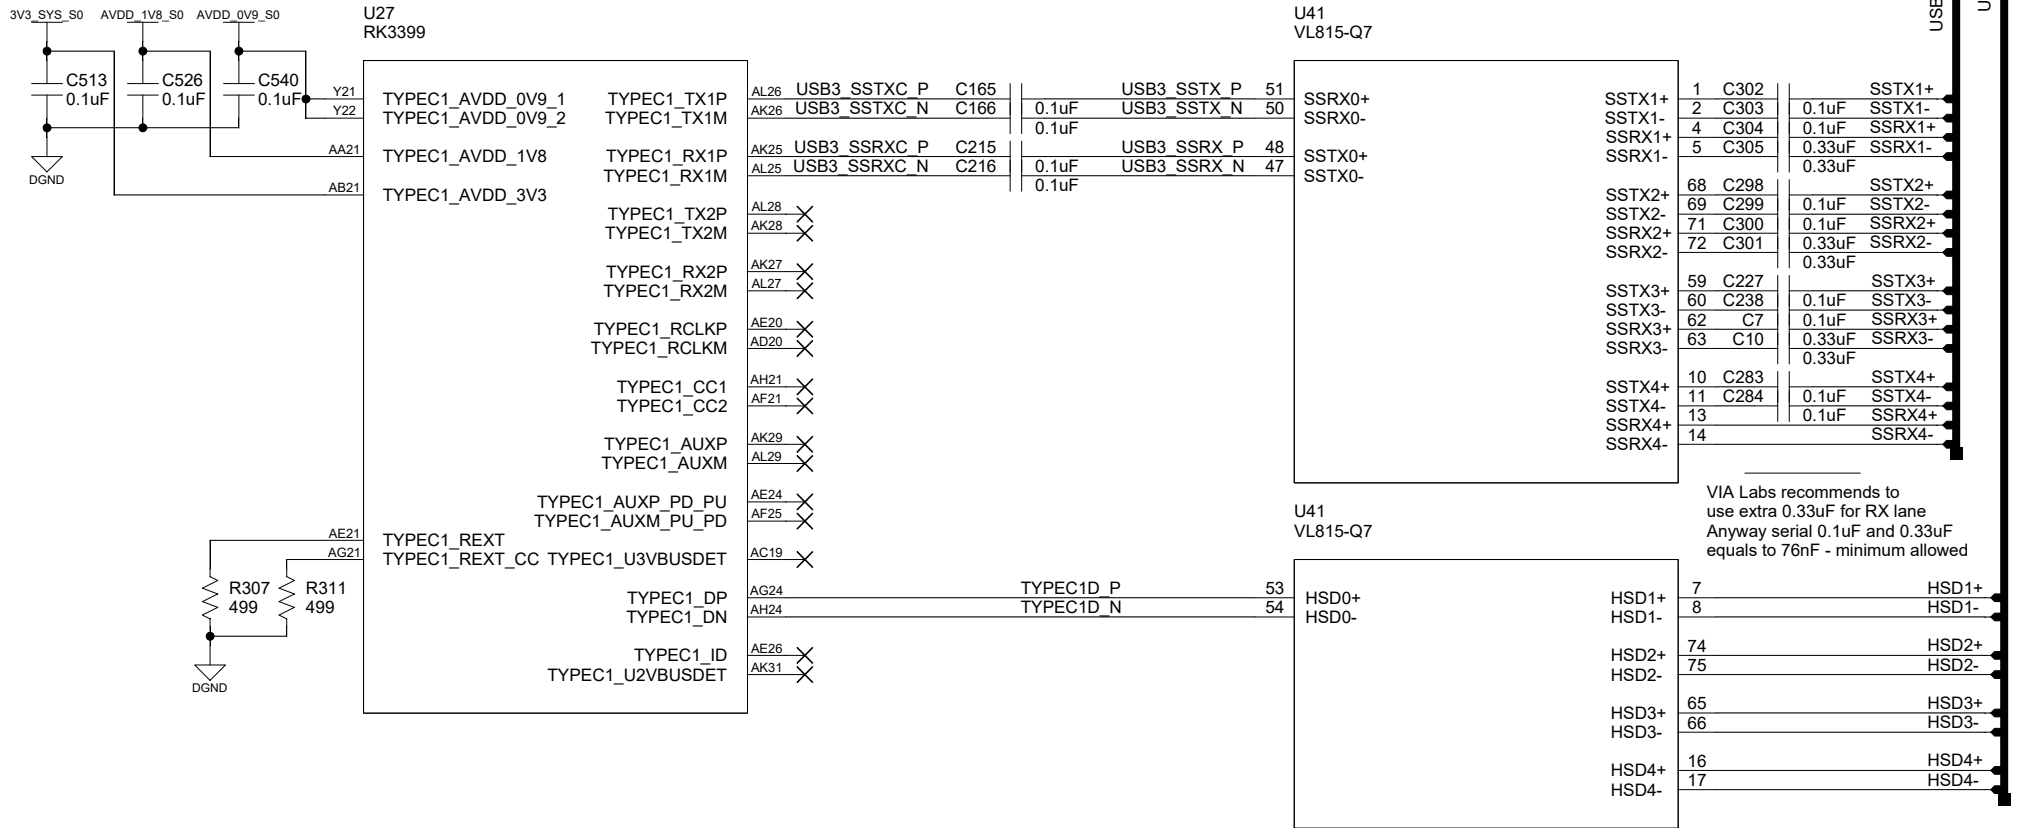 3V3_SYS_S0 AVDD_1V8_S0 AVDD_0V9_S0
U27
RK3399
C513
0.1uF
C526
0.1uF
C540
0.1uF
DGND
Y21 TYPEC1_AVDD_0V9_1
Y22 TYPEC1_AVDD_0V9_2
AA21 TYPEC1_AVDD_1V8
AB21 TYPEC1_AVDD_3V3
AE21 TYPEC1_REXT
AG21 TYPEC1_REXT_CC
R307
499
R311
499
DGND
TYPEC1_TX1P AL26 USB3_SSTXC_P C165 USB3_SSTX_P 51 SSRX0+
TYPEC1_TX1M AK26 USB3_SSTXC_N C166 0.1uF USB3_SSTX_N 50 SSRX0-
0.1uF
TYPEC1_RX1P AK25 USB3_SSRXC_P C215 USB3_SSRX_P 48 SSTX0+
TYPEC1_RX1M AL25 USB3_SSRXC_N C216 0.1uF USB3_SSRX_N 47 SSTX0-
0.1uF
TYPEC1_TX2P AL28
TYPEC1_TX2M AK28
TYPEC1_RX2P AK27
TYPEC1_RX2M AL27
TYPEC1_RCLKP AE20
TYPEC1_RCLKM AD20
TYPEC1_CC1 AH21
TYPEC1_CC2 AF21
TYPEC1_AUXP AK29
TYPEC1_AUXM AL29
TYPEC1_AUXP_PD_PU AE24
TYPEC1_AUXM_PU_PD AF25
TYPEC1_U3VBUSDET AC19
TYPEC1_DP AG24 TYPEC1D_P 53 HSD0+
TYPEC1_DN AH24 TYPEC1D_N 54 HSD0-
TYPEC1_ID AE26
TYPEC1_U2VBUSDET AK31
U41
VL815-Q7
SSTX1+ 1 C302 SSTX1+
SSTX1- 2 C303 0.1uF SSTX1-
SSRX1+ 4 C304 0.1uF SSRX1+
SSRX1- 5 C305 0.33uF SSRX1-
0.33uF
SSTX2+ 68 C298 SSTX2+
SSTX2- 69 C299 0.1uF SSTX2-
SSRX2+ 71 C300 0.1uF SSRX2+
SSRX2- 72 C301 0.33uF SSRX2-
0.33uF
SSTX3+ 59 C227 SSTX3+
SSTX3- 60 C238 0.1uF SSTX3-
SSRX3+ 62 C7 0.1uF SSRX3+
SSRX3- 63 C10 0.33uF SSRX3-
0.33uF
SSTX4+ 10 C283 SSTX4+
SSTX4- 11 C284 0.1uF SSTX4-
SSRX4+ 13 0.1uF SSRX4+
SSRX4- 14 SSRX4-
USB
U
VIA Labs recommends to
use extra 0.33uF for RX lane
Anyway serial 0.1uF and 0.33uF
equals to 76nF - minimum allowed
U41
VL815-Q7
HSD1+ 7 HSD1+
HSD1- 8 HSD1-
HSD2+ 74 HSD2+
HSD2- 75 HSD2-
HSD3+ 65 HSD3+
HSD3- 66 HSD3-
HSD4+ 16 HSD4+
HSD4- 17 HSD4-